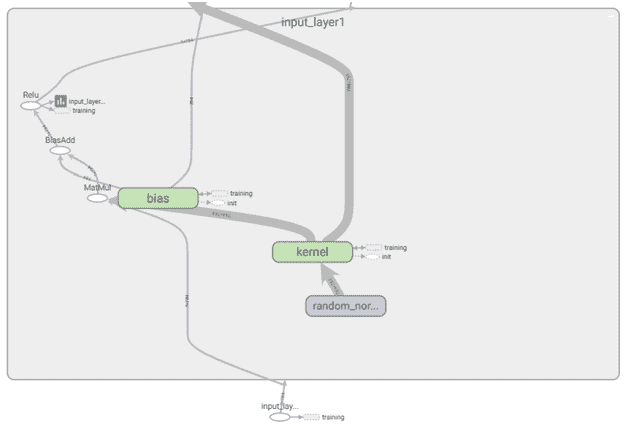 input_layer1
Relu
input_layer...
training
BiasAdd
MatMul
bias
training
init
kernel
training
init
random_nor...
input_lay...
training